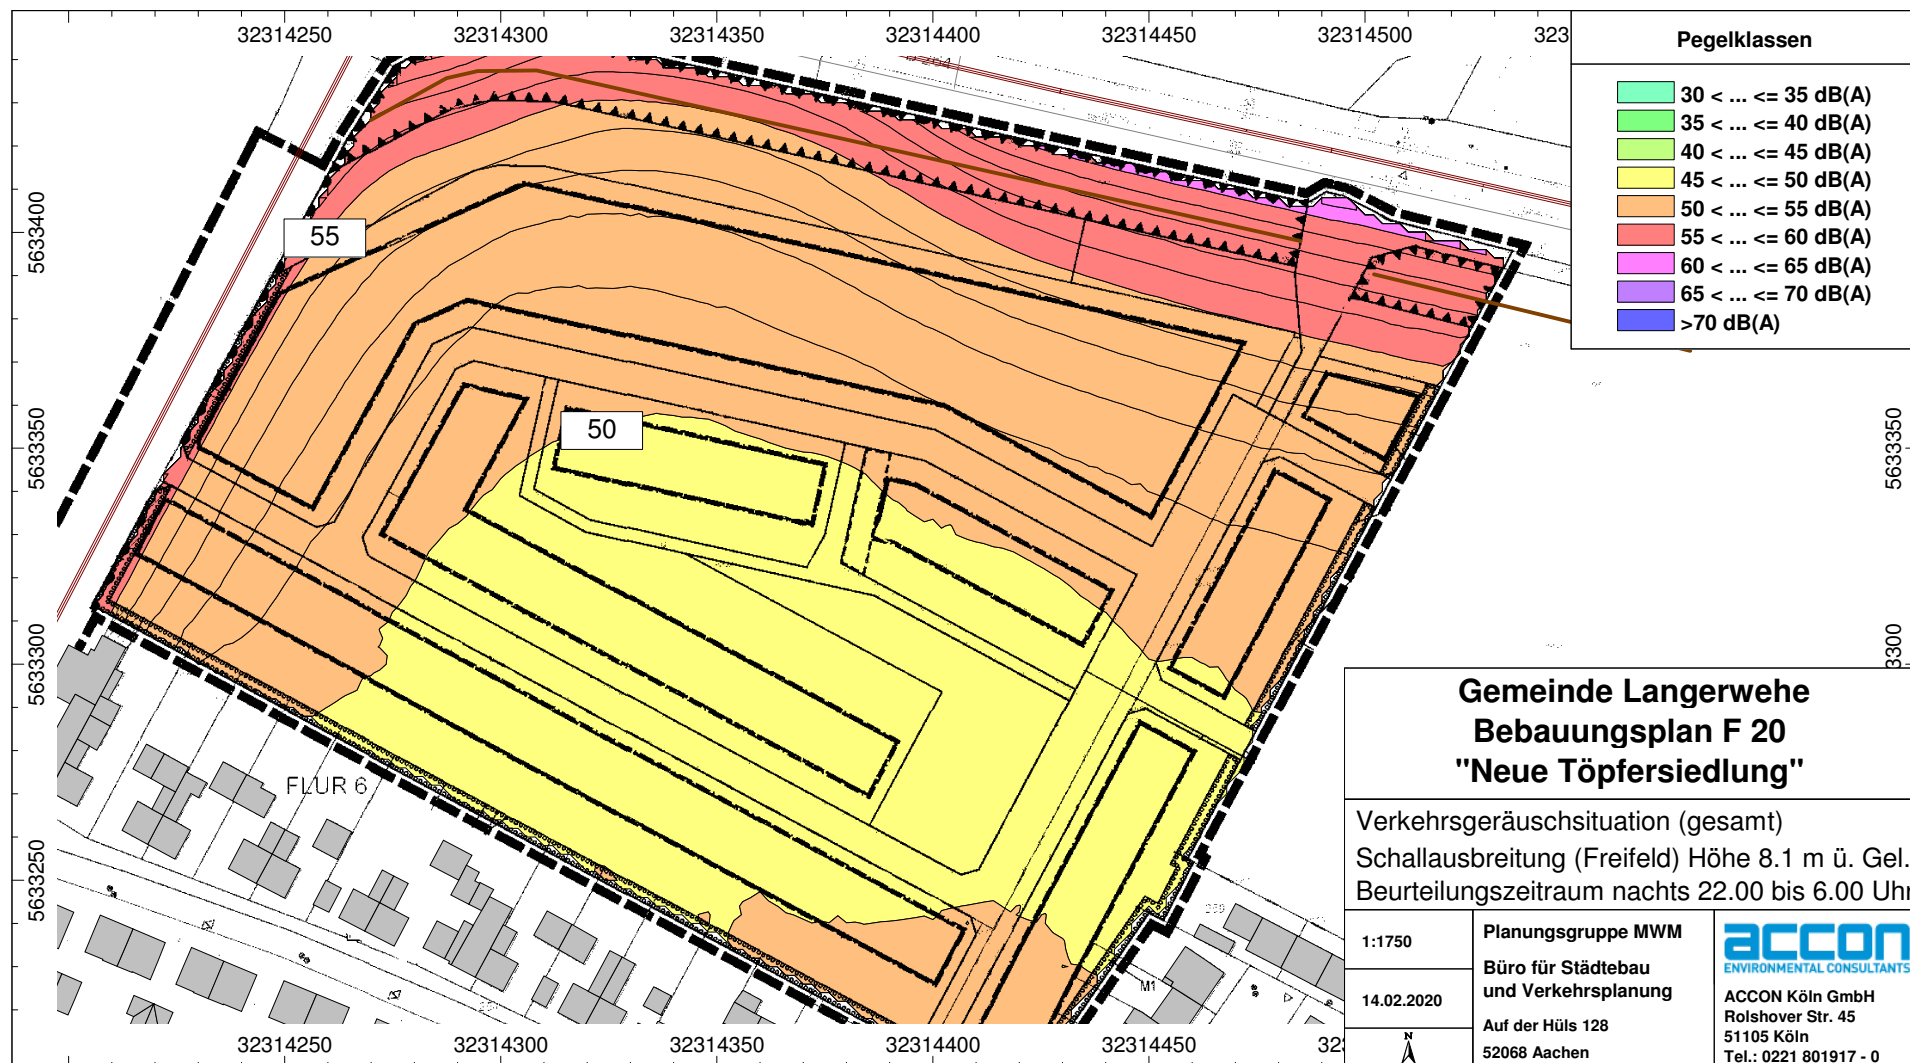 32314250 32314300 32314350 32314400 32314450 32314500 323
Pegelklassen
30 < ... <= 35 dB(A)
35 < ... <= 40 dB(A)
40 < ... <= 45 dB(A)
45 < ... <= 50 dB(A)
50 < ... <= 55 dB(A)
55 < ... <= 60 dB(A)
60 < ... <= 65 dB(A)
65 < ... <= 70 dB(A)
>70 dB(A)
5633400
5633350
5633300
5633250
5633350
5633300
55
50
FLUR 6
M1
Gemeinde Langerwehe
Bebauungsplan F 20
"Neue Töpfersiedlung"
Verkehrsgeräuschsituation (gesamt)
Schallausbreitung (Freifeld) Höhe 8.1 m ü. Gel.
Beurteilungszeitraum nachts 22.00 bis 6.00 Uhr
1:1750
14.02.2020
N
Planungsgruppe MWM
Büro für Städtebau
und Verkehrsplanung
Auf der Hüls 128
52068 Aachen
accon
ENVIRONMENTAL CONSULTANTS
ACCON Köln GmbH
Rolshover Str. 45
51105 Köln
Tel.: 0221 801917 - 0
32314250 32314300 32314350 32314400 32314450 323